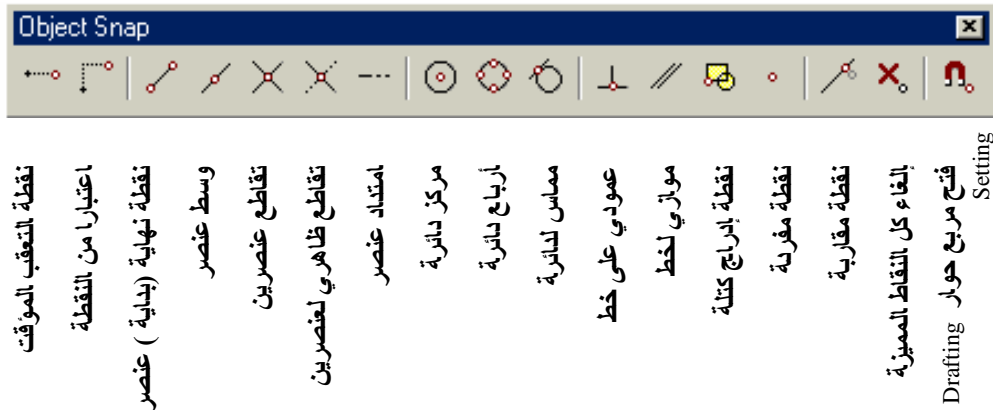 Object Snap
نقطة التعقب المؤقت
اعتبارا من النقطة
نقطة نهاية (بداية ) عنصر
وسط عنصر
تقاطع عنصرين
تقاطع ظاهري لعنصرين
امتداد عنصر
مركز دائرة
أرباع دائرة
مماس لدائرة
عمودي على خط
موازي لخط
نقطة إدراج كتلة
نقطة مفردة
نقطة مقاربة
إلغاء كل النقاط المميزة
فتح مربع حوار Drafting
Setting